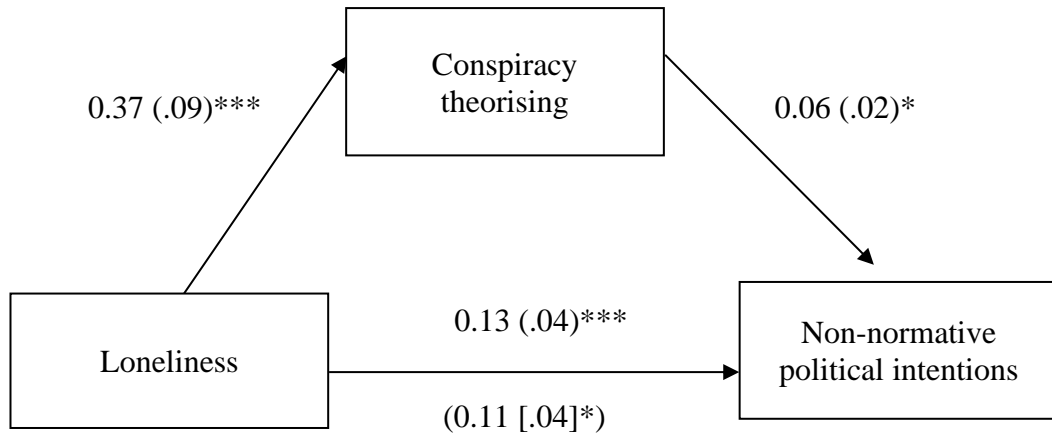 Conspiracy
theorising
0.37 (.09)***
0.06 (.02)*
Loneliness
0.13 (.04)***
(0.11 [.04]*)
Non-normative
political intentions